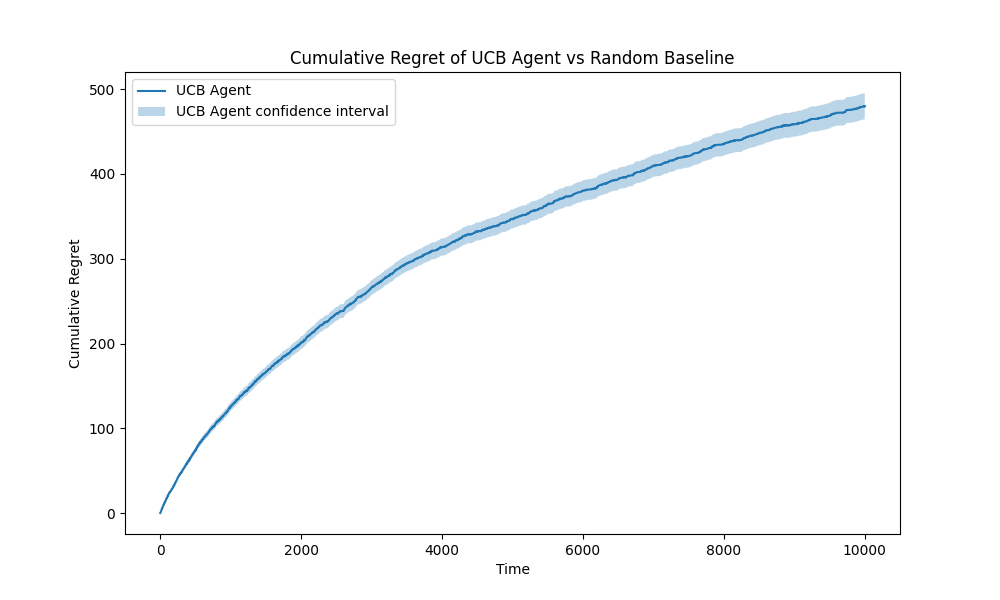 Cumulative Regret of UCB Agent vs Random Baseline
UCB Agent
UCB Agent confidence interval
Cumulative Regret
500
400
300
200
100
0
0 2000 4000 6000 8000 10000
Time